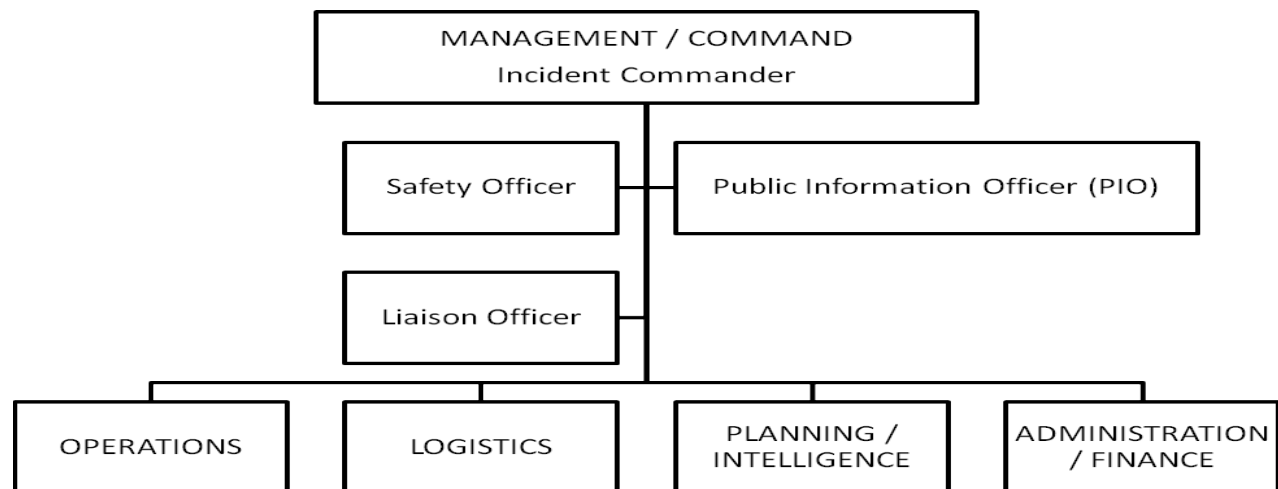 MANAGEMENT / COMMAND
Incident Commander
Safety Officer
Public Information Officer (PIO)
Liaison Officer
OPERATIONS
LOGISTICS
PLANNING /
INTELLIGENCE
ADMINISTRATION
/ FINANCE